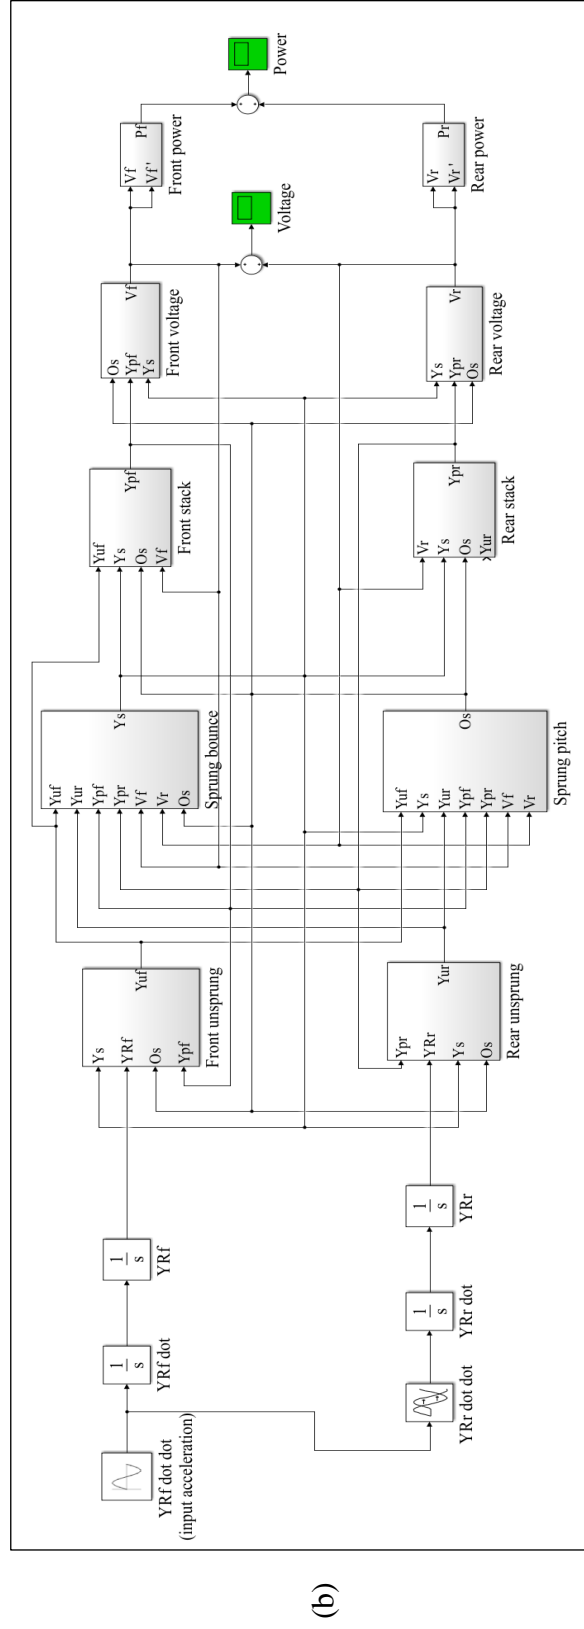 (b)
YRf dot dot
(input acceleration)
1
s
YRf dot
1
s
YRf
YRr dot dot
1
s
YRr dot
1
s
YRr
Ys
YRf
Os
Ypf
Yuf
Front unsprung
Ypr
YRr
Ys
Os
Yur
Rear unsprung
Yuf
Yur
Ypf
Ypr
Vf
Vr
Os
Ys
Sprung bounce
Yuf
Ys
Yur
Ypf
Ypr
Vf
Vr
Os
Sprung pitch
Yuf
Ys
Os
Vf
Ypf
Front stack
Vr
Ys
Os
Yur
Ypr
Rear stack
Os
Ypf
Ys
Vf
Front voltage
Ys
Ypr
Os
Vr
Rear voltage
Voltage
Vf
Vf'
Pf
Front power
Vr
Vr'
Pr
Rear power
Power